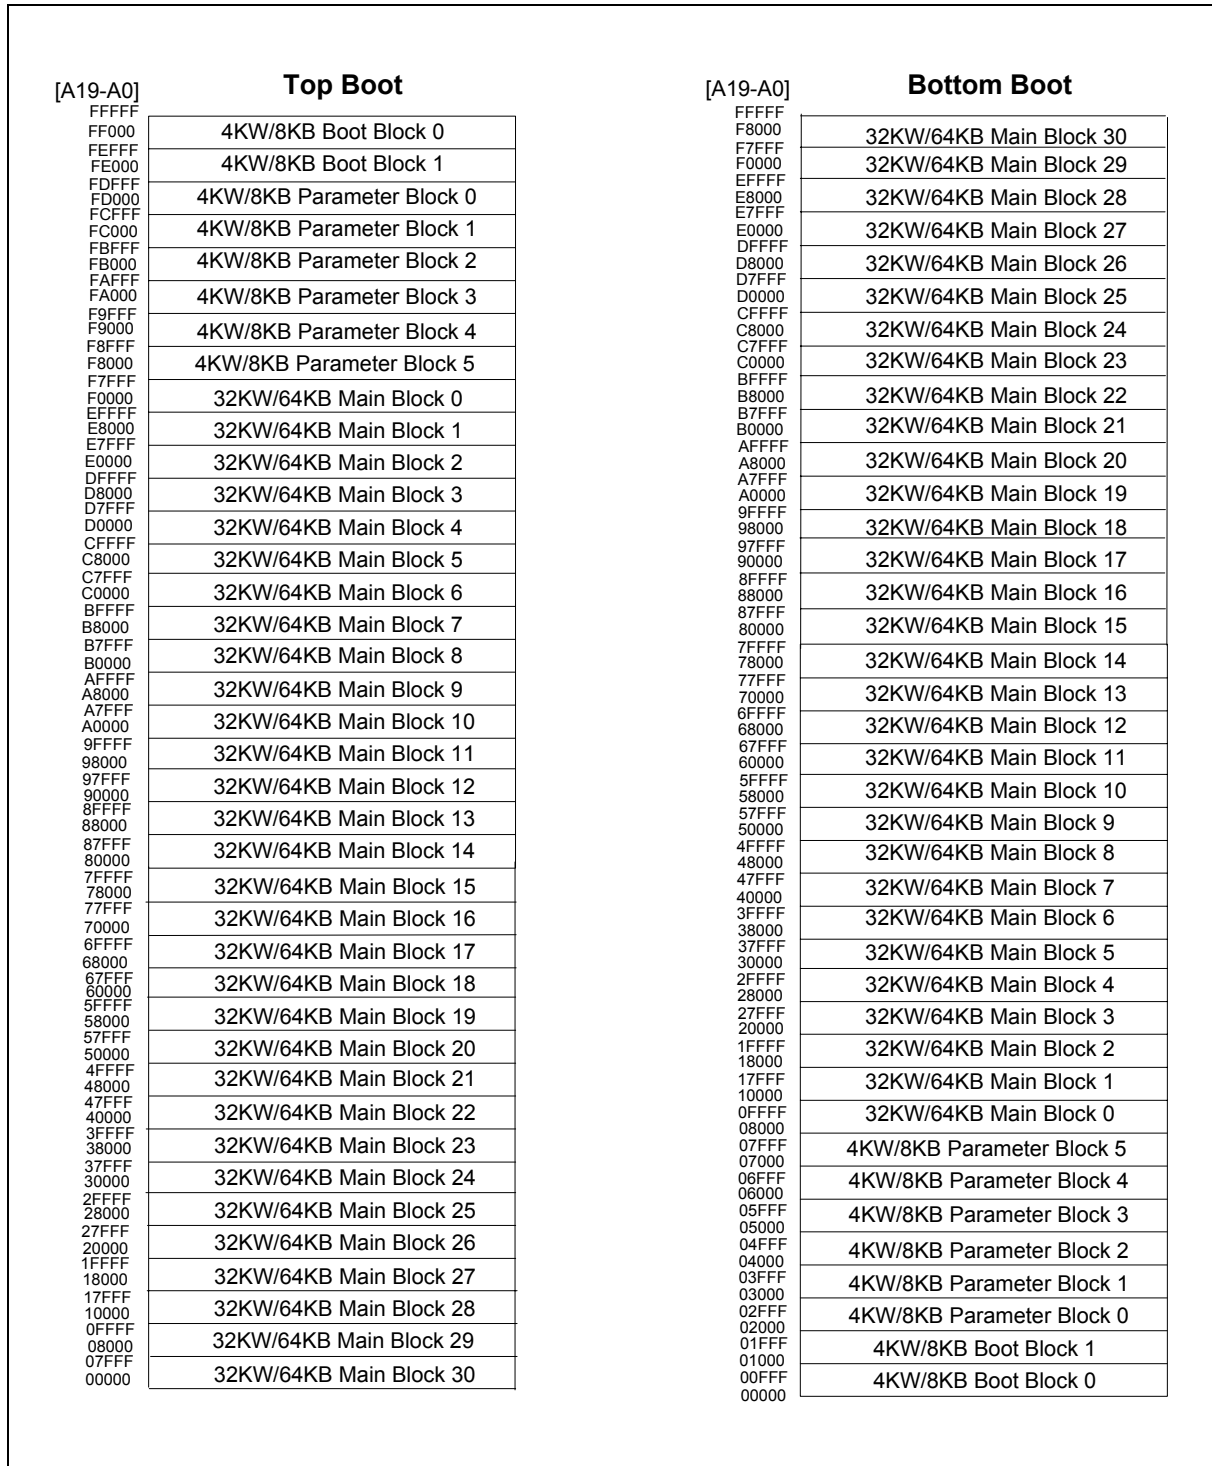 Top Boot
[A19-A0]
FFFFF
FF000
4KW/8KB Boot Block 0
FEFFF
FE000
4KW/8KB Boot Block 1
FDFFF
FD000
4KW/8KB Parameter Block 0
FCFFF
FC000
4KW/8KB Parameter Block 1
FBFFF
FB000
4KW/8KB Parameter Block 2
FAFFF
FA000
4KW/8KB Parameter Block 3
F9FFF
F9000
4KW/8KB Parameter Block 4
F8FFF
F8000
4KW/8KB Parameter Block 5
F7FFF
F0000
32KW/64KB Main Block 0
EFFFF
E8000
32KW/64KB Main Block 1
E7FFF
E0000
32KW/64KB Main Block 2
DFFFF
D8000
32KW/64KB Main Block 3
D7FFF
D0000
32KW/64KB Main Block 4
CFFFF
C8000
32KW/64KB Main Block 5
C7FFF
C0000
32KW/64KB Main Block 6
BFFFF
B8000
32KW/64KB Main Block 7
B7FFF
B0000
32KW/64KB Main Block 8
AFFFF
A8000
32KW/64KB Main Block 9
A7FFF
A0000
32KW/64KB Main Block 10
9FFFF
98000
32KW/64KB Main Block 11
97FFF
90000
32KW/64KB Main Block 12
8FFFF
88000
32KW/64KB Main Block 13
87FFF
80000
32KW/64KB Main Block 14
7FFFF
78000
32KW/64KB Main Block 15
77FFF
70000
32KW/64KB Main Block 16
6FFFF
68000
32KW/64KB Main Block 17
67FFF
60000
32KW/64KB Main Block 18
5FFFF
58000
32KW/64KB Main Block 19
57FFF
50000
32KW/64KB Main Block 20
4FFFF
48000
32KW/64KB Main Block 21
47FFF
40000
32KW/64KB Main Block 22
3FFFF
38000
32KW/64KB Main Block 23
37FFF
30000
32KW/64KB Main Block 24
2FFFF
28000
32KW/64KB Main Block 25
27FFF
20000
32KW/64KB Main Block 26
1FFFF
18000
32KW/64KB Main Block 27
17FFF
10000
32KW/64KB Main Block 28
0FFFF
08000
32KW/64KB Main Block 29
07FFF
00000
32KW/64KB Main Block 30
Bottom Boot
[A19-A0]
FFFFF
F8000
32KW/64KB Main Block 30
F7FFF
F0000
32KW/64KB Main Block 29
EFFFF
E8000
32KW/64KB Main Block 28
E7FFF
E0000
32KW/64KB Main Block 27
DFFFF
D8000
32KW/64KB Main Block 26
D7FFF
D0000
32KW/64KB Main Block 25
CFFFF
C8000
32KW/64KB Main Block 24
C7FFF
C0000
32KW/64KB Main Block 23
BFFFF
B8000
32KW/64KB Main Block 22
B7FFF
B0000
32KW/64KB Main Block 21
AFFFF
A8000
32KW/64KB Main Block 20
A7FFF
A0000
32KW/64KB Main Block 19
9FFFF
98000
32KW/64KB Main Block 18
97FFF
90000
32KW/64KB Main Block 17
8FFFF
88000
32KW/64KB Main Block 16
87FFF
80000
32KW/64KB Main Block 15
7FFFF
78000
32KW/64KB Main Block 14
77FFF
70000
32KW/64KB Main Block 13
6FFFF
68000
32KW/64KB Main Block 12
67FFF
60000
32KW/64KB Main Block 11
5FFFF
58000
32KW/64KB Main Block 10
57FFF
50000
32KW/64KB Main Block 9
4FFFF
48000
32KW/64KB Main Block 8
47FFF
40000
32KW/64KB Main Block 7
3FFFF
38000
32KW/64KB Main Block 6
37FFF
30000
32KW/64KB Main Block 5
2FFFF
28000
32KW/64KB Main Block 4
27FFF
20000
32KW/64KB Main Block 3
1FFFF
18000
32KW/64KB Main Block 2
17FFF
10000
32KW/64KB Main Block 1
0FFFF
08000
32KW/64KB Main Block 0
07FFF
07000
4KW/8KB Parameter Block 5
06FFF
06000
4KW/8KB Parameter Block 4
05FFF
05000
4KW/8KB Parameter Block 3
04FFF
04000
4KW/8KB Parameter Block 2
03FFF
03000
4KW/8KB Parameter Block 1
02FFF
02000
4KW/8KB Parameter Block 0
01FFF
01000
4KW/8KB Boot Block 1
00FFF
00000
4KW/8KB Boot Block 0